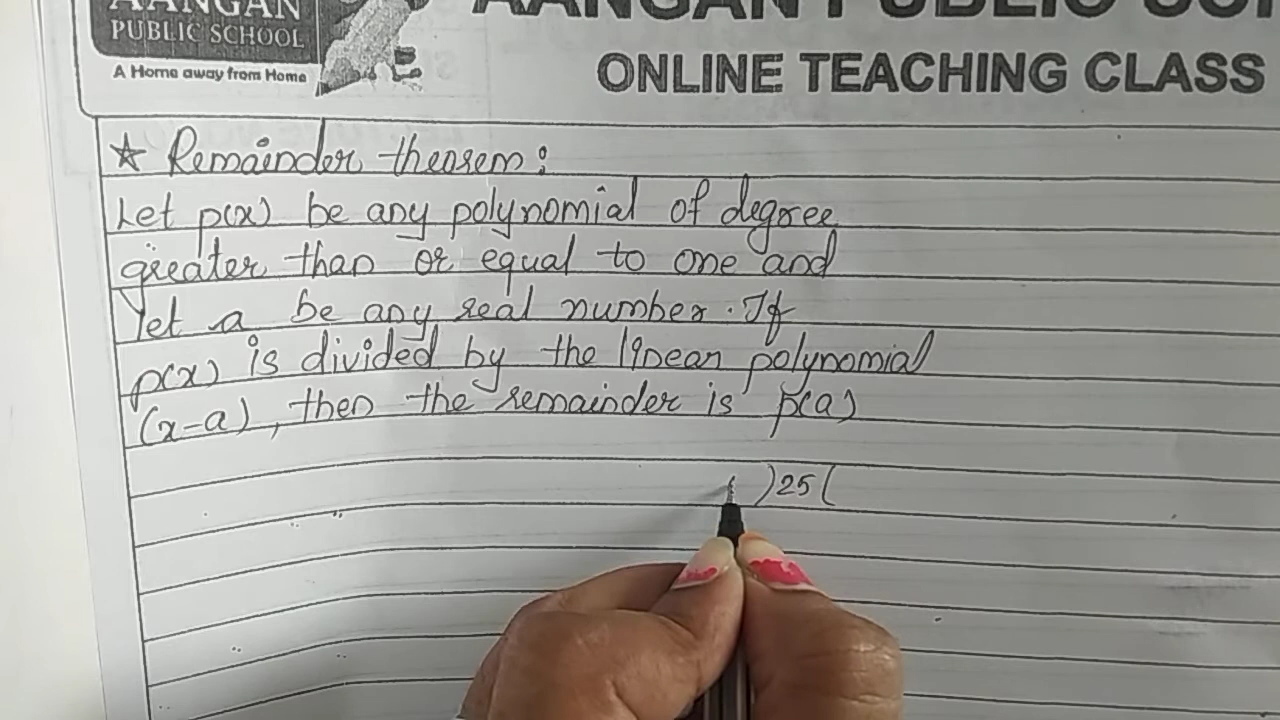 AANGAN
PUBLIC SCHOOL
A Home away from Home
AANGAN PUBLIC
ONLINE TEACHING CLASS
☆ Remainder theorem:
Let p(x) be any polynomial of degree
greater than or equal to one and
let a be any real number. If
p(x) is divided by the linear polynomial
(x-a), then the remainder is p(a)
)25(